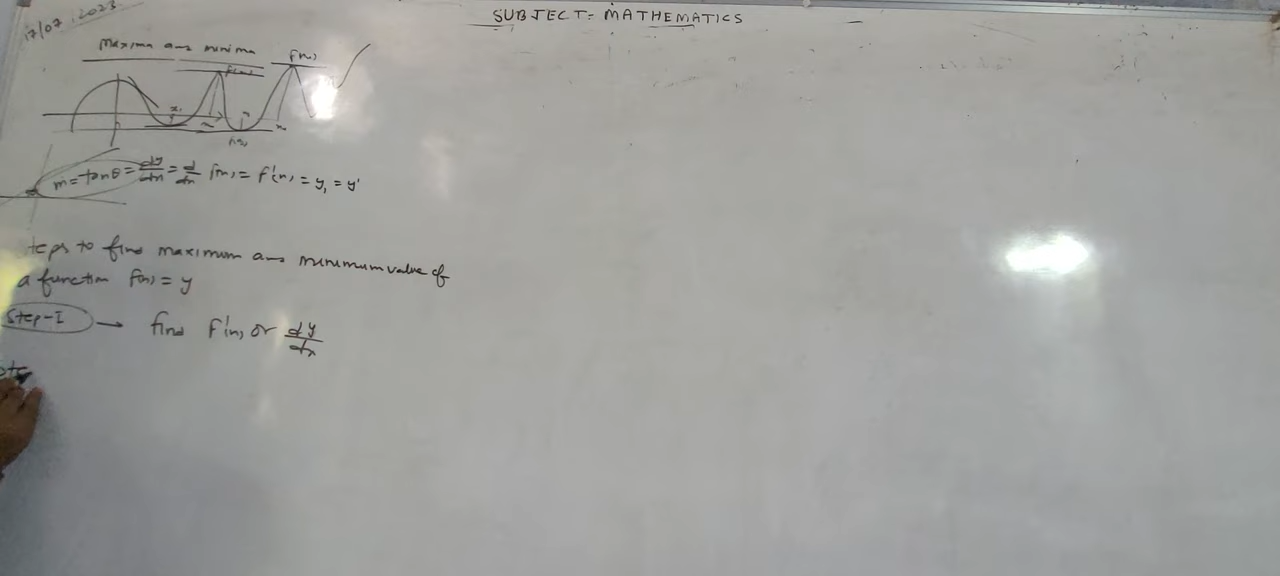 17/07/2023
SUBJECT:- MATHEMATICS
Maxima and minima
f(x)
m = tanθ = dy/dx = d/dx f(x) = f'(x) = y₁ = y'
teps to find maximum and minimum value of
a function f(x) = y
Step-I → find f'(x) or dy/dx
ste